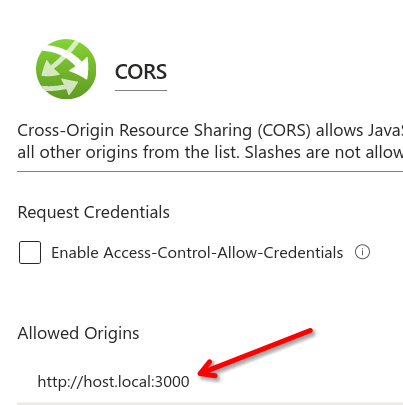 CORS
Cross-Origin Resource Sharing (CORS) allows Java
all other origins from the list. Slashes are not allow
Request Credentials
Enable Access-Control-Allow-Credentials
Allowed Origins
http://host.local:3000